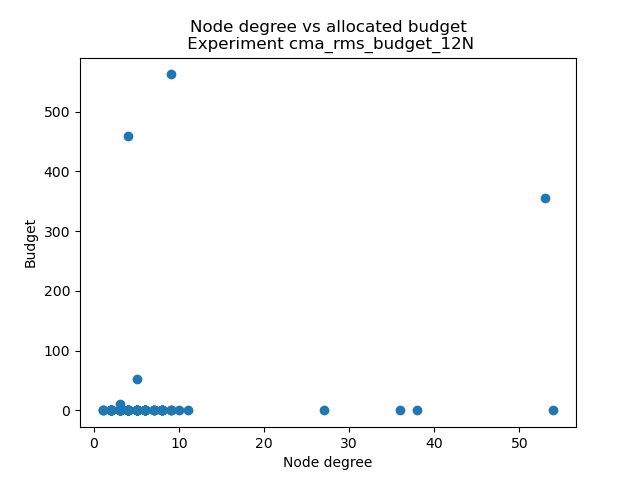 Node degree vs allocated budget
Experiment cma_rms_budget_12N
500
400
300
200
100
0
Budget
0 10 20 30 40 50
Node degree